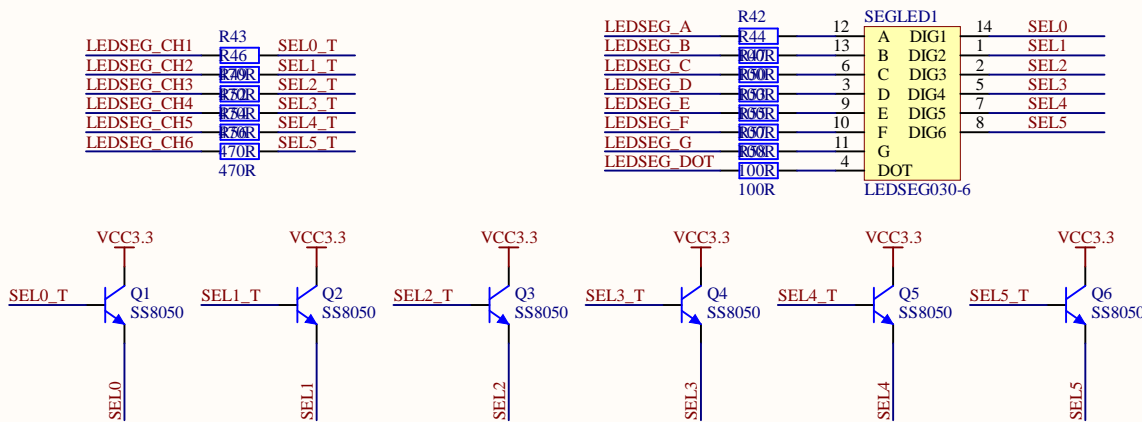 R43
LEDSEG_CH1 SEL0_T
R46
LEDSEG_CH2 SEL1_T
LEDSEG_CH3 SEL2_T
LEDSEG_CH4 SEL3_T
LEDSEG_CH5 SEL4_T
LEDSEG_CH6 SEL5_T
470R
470R
R42 SEGLED1
LEDSEG_A 12 A DIG1 14 SEL0
R44
LEDSEG_B 13 B DIG2 1 SEL1
LEDSEG_C 6 C DIG3 2 SEL2
LEDSEG_D 3 D DIG4 5 SEL3
LEDSEG_E 9 E DIG5 7 SEL4
LEDSEG_F 10 F DIG6 8 SEL5
LEDSEG_G 11 G
LEDSEG_DOT 100R 4 DOT
100R LEDSEG030-6
VCC3.3 VCC3.3 VCC3.3 VCC3.3 VCC3.3 VCC3.3
SEL0_T Q1 SEL1_T Q2 SEL2_T Q3 SEL3_T Q4 SEL4_T Q5 SEL5_T Q6
SS8050 SS8050 SS8050 SS8050 SS8050 SS8050
SEL0 SEL1 SEL2 SEL3 SEL4 SEL5